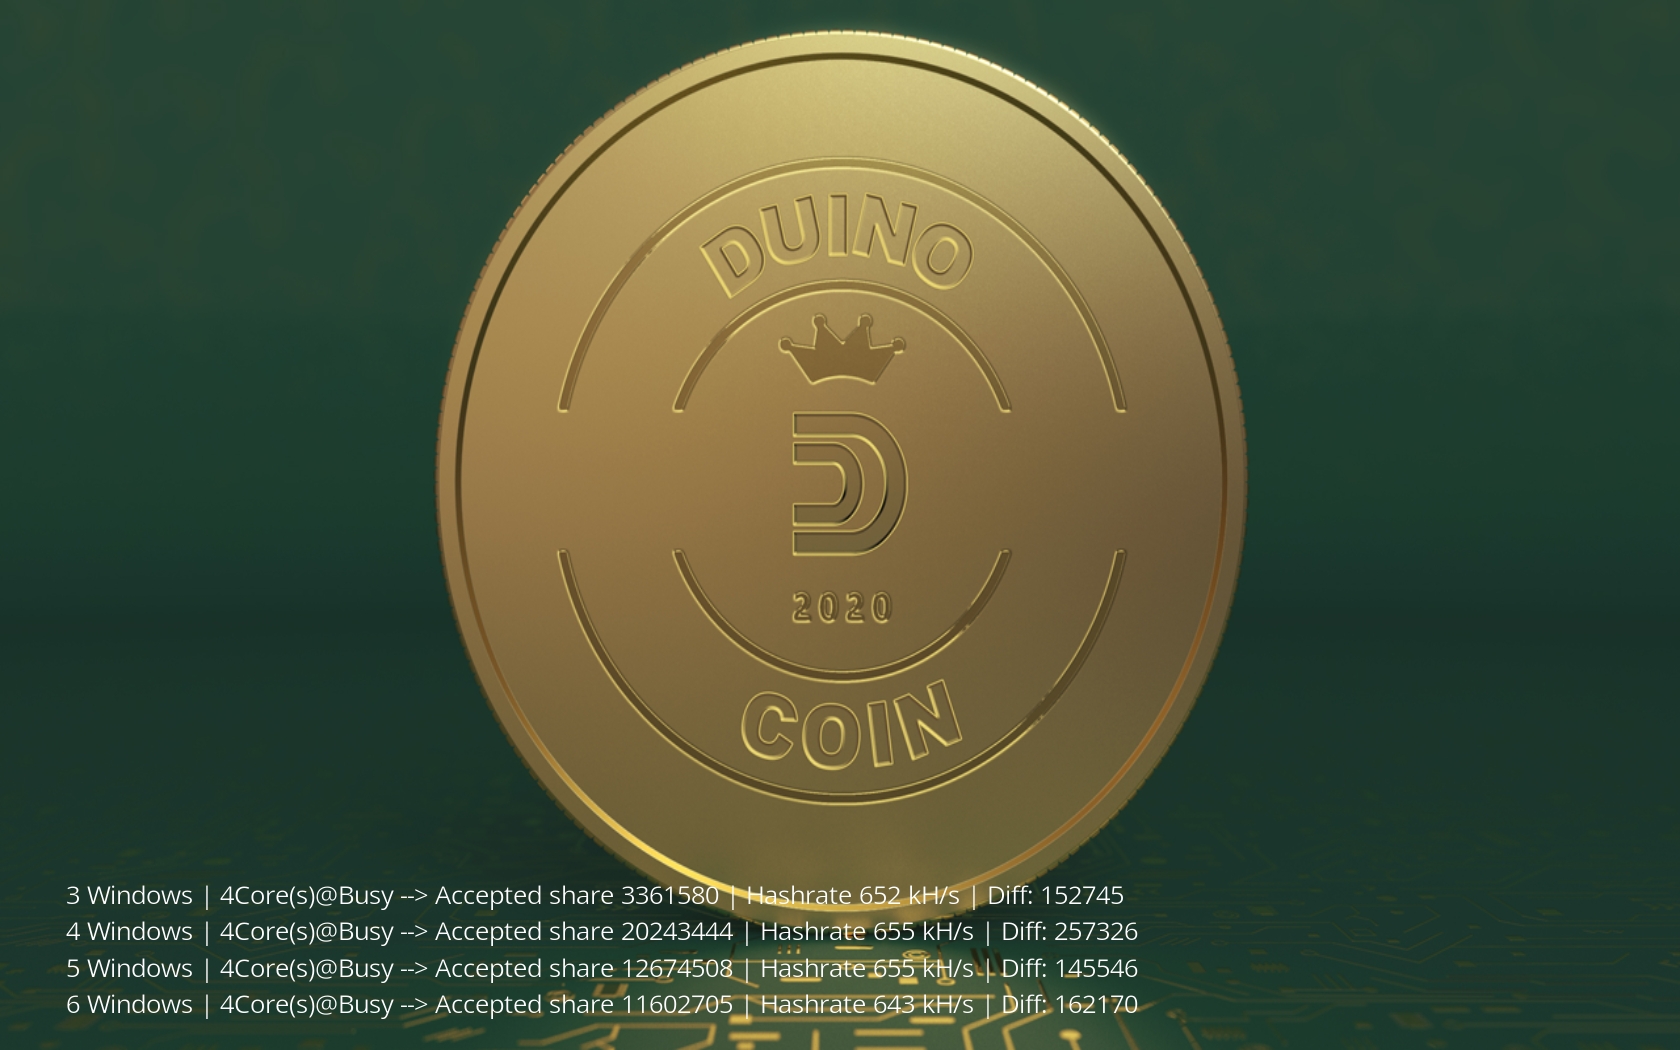 DUINO
2020
COIN
3 Windows | 4Core(s)@Busy --> Accepted share 3361580 | Hashrate 652 kH/s | Diff: 152745
4 Windows | 4Core(s)@Busy --> Accepted share 20243444 | Hashrate 655 kH/s | Diff: 257326
5 Windows | 4Core(s)@Busy --> Accepted share 12674508 | Hashrate 655 kH/s | Diff: 145546
6 Windows | 4Core(s)@Busy --> Accepted share 11602705 | Hashrate 643 kH/s | Diff: 162170